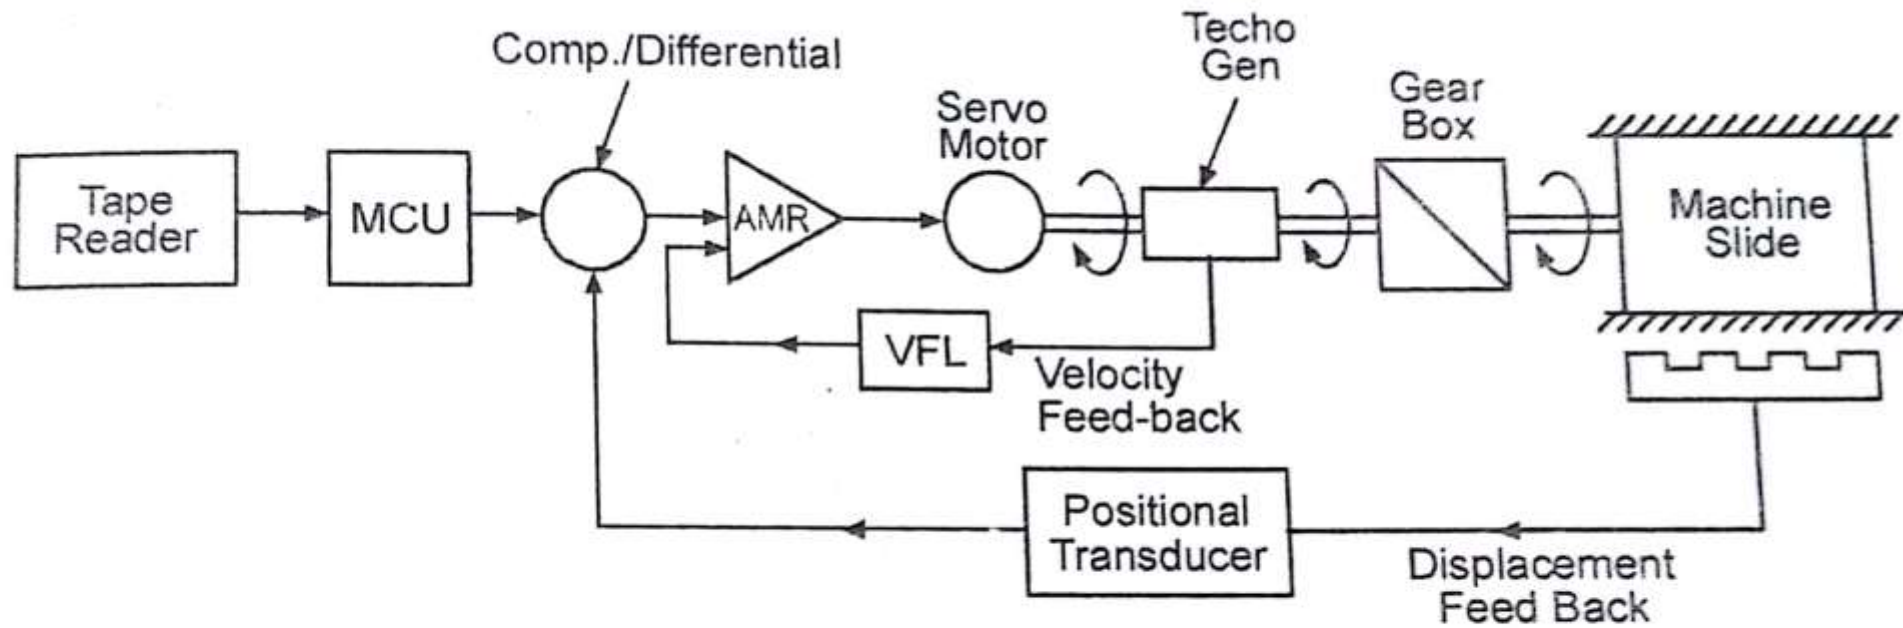 Comp./Differential
Techo
Gen
Servo
Motor
Gear
Box
Tape
Reader
MCU
AMR
Machine
Slide
VFL
Velocity
Feed-back
Positional
Transducer
Displacement
Feed Back